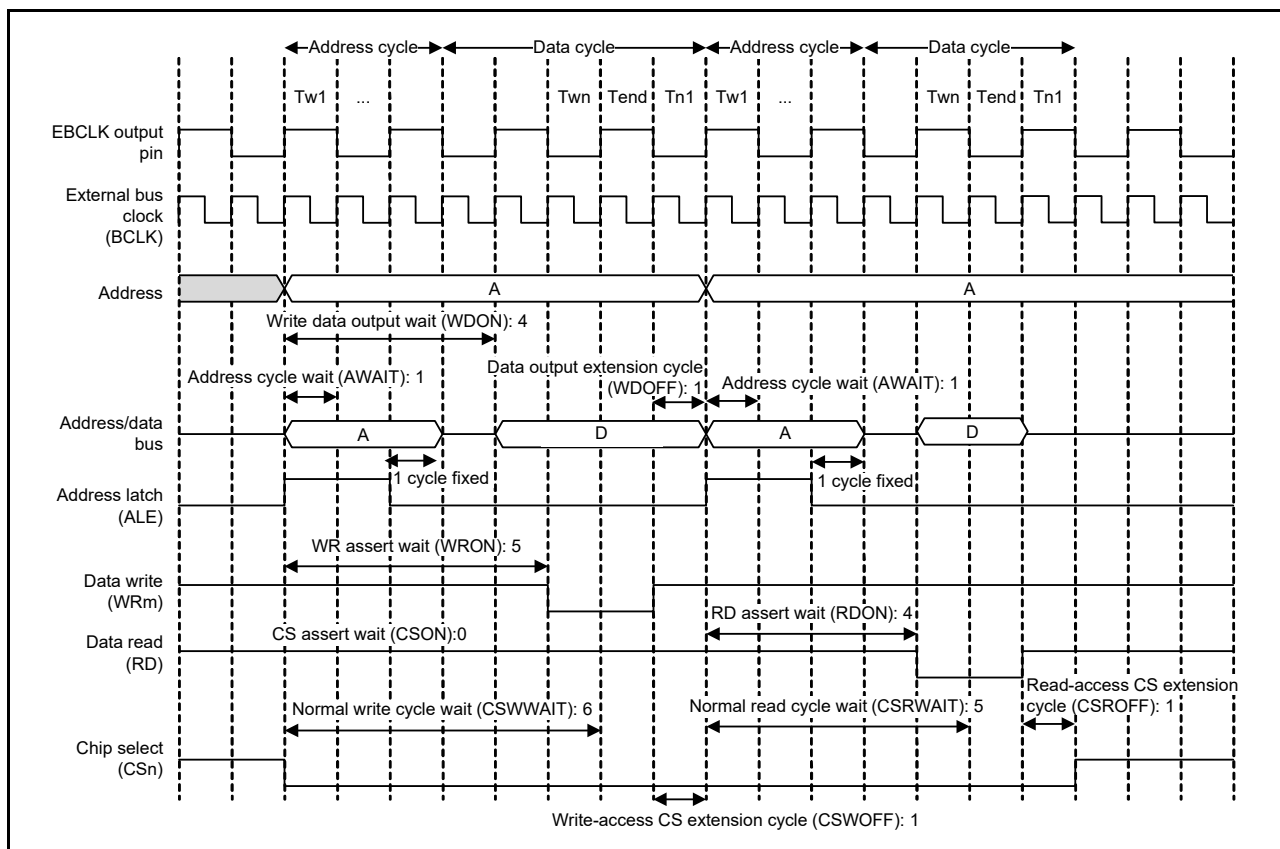 Address cycle Data cycle Address cycle Data cycle
Tw1 ... Twn Tend Tn1 Tw1 ... Twn Tend Tn1
EBCLK output
pin
External bus
clock
(BCLK)
Address A A
Write data output wait (WDON): 4
Address cycle wait (AWAIT): 1
Data output extension cycle
(WDOFF): 1
Address cycle wait (AWAIT): 1
Address/data
bus
A D A D
1 cycle fixed 1 cycle fixed
Address latch
(ALE)
WR assert wait (WRON): 5
Data write
(WRm)
RD assert wait (RDON): 4
CS assert wait (CSON):0
Data read
(RD)
Read-access CS extension
cycle (CSROFF): 1
Normal write cycle wait (CSWWAIT): 6
Normal read cycle wait (CSRWAIT): 5
Chip select
(CSn)
Write-access CS extension cycle (CSWOFF): 1